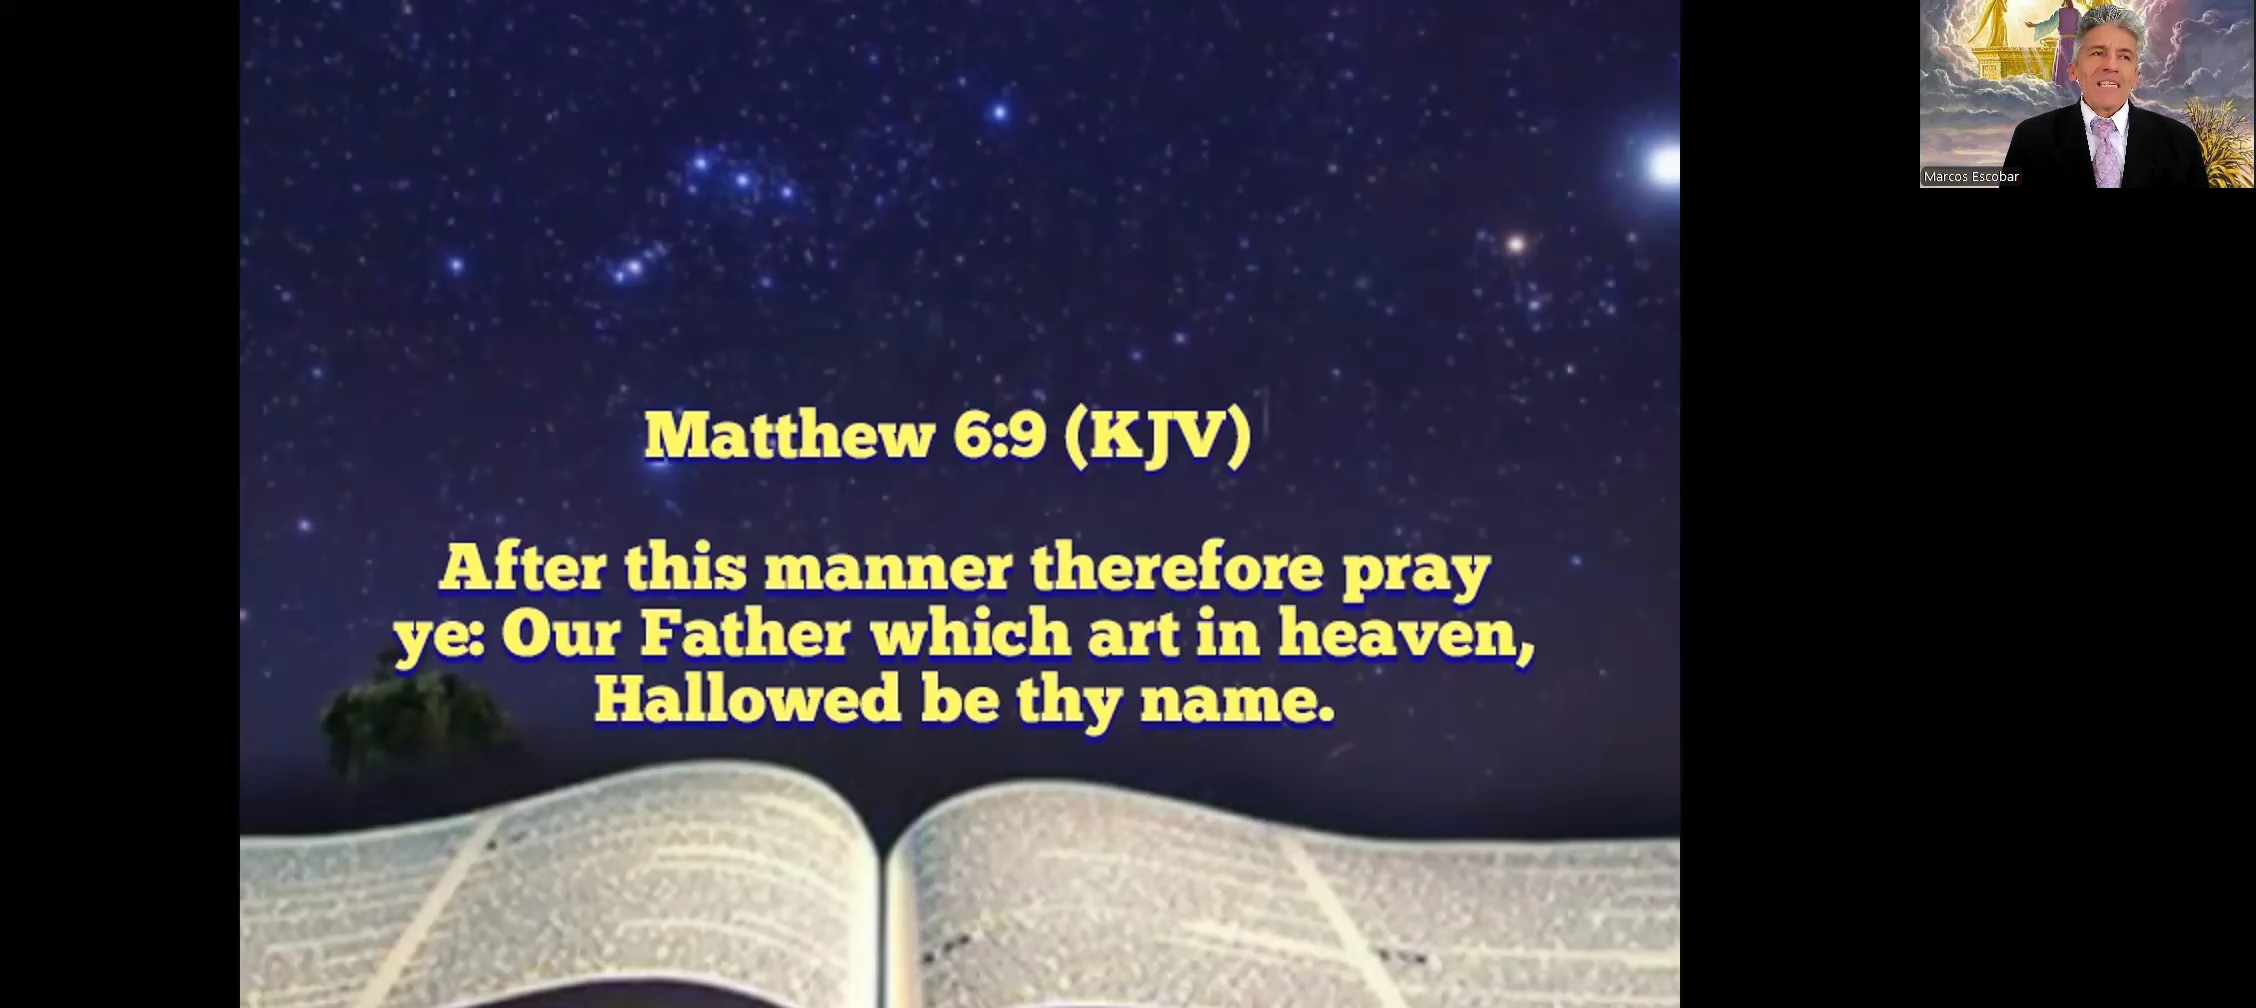 Matthew 6:9 (KJV)
After this manner therefore pray
ye: Our Father which art in heaven,
Hallowed be thy name.
Marcos Escobar